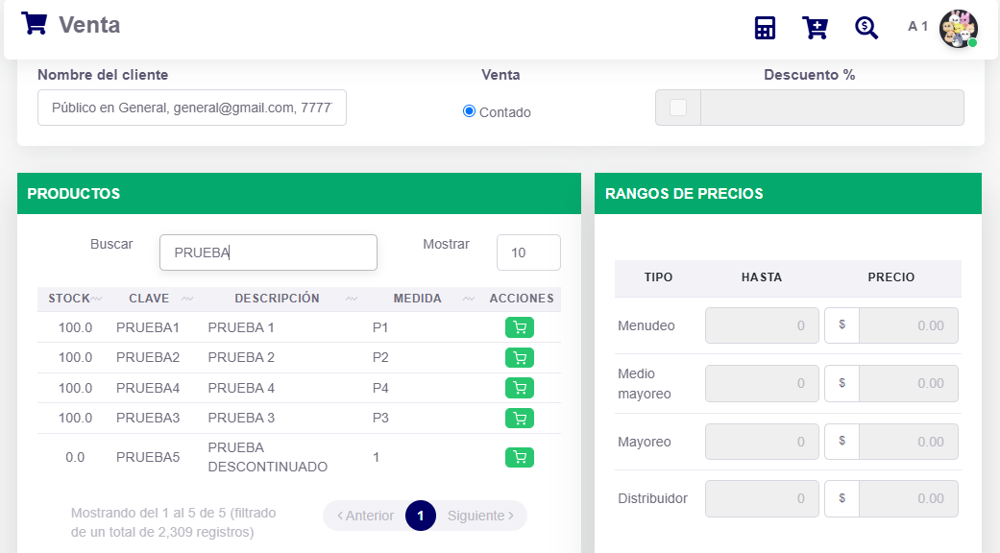 Venta
A 1
Nombre del cliente
Venta
Descuento %
Público en General, general@gmail.com, 7777
Contado
PRODUCTOS
Buscar
PRUEBA
Mostrar
10
STOCK CLAVE DESCRIPCIÓN MEDIDA ACCIONES
100.0 PRUEBA1 PRUEBA 1 P1
100.0 PRUEBA2 PRUEBA 2 P2
100.0 PRUEBA4 PRUEBA 4 P4
100.0 PRUEBA3 PRUEBA 3 P3
0.0 PRUEBA5 PRUEBA
DESCONTINUADO 1
Mostrando del 1 al 5 de 5 (filtrado
de un total de 2,309 registros)
‹ Anterior 1 Siguiente ›
RANGOS DE PRECIOS
TIPO HASTA PRECIO
Menudeo 0 $ 0.00
Medio
mayoreo 0 $ 0.00
Mayoreo 0 $ 0.00
Distribuidor 0 $ 0.00